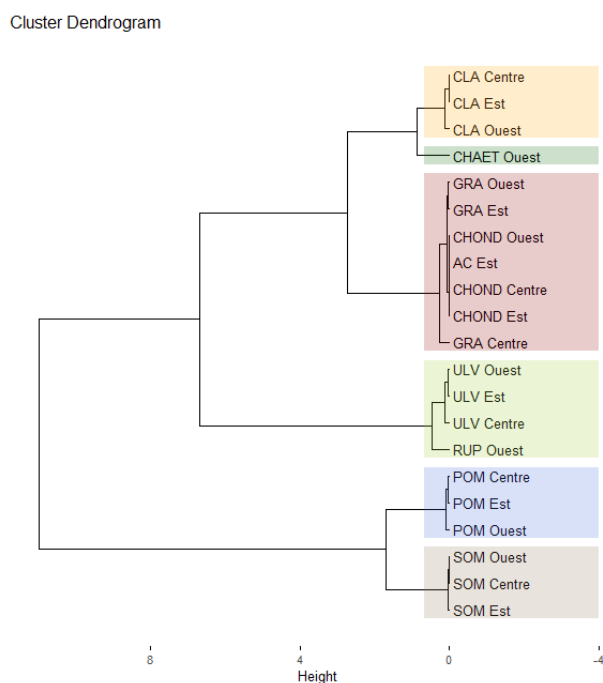 Cluster Dendrogram
CLA Centre
CLA Est
CLA Ouest
CHAET Ouest
GRA Ouest
GRA Est
CHOND Ouest
AC Est
CHOND Centre
CHOND Est
GRA Centre
ULV Ouest
ULV Est
ULV Centre
RUP Ouest
POM Centre
POM Est
POM Ouest
SOM Ouest
SOM Centre
SOM Est
8 4 0 -4
Height